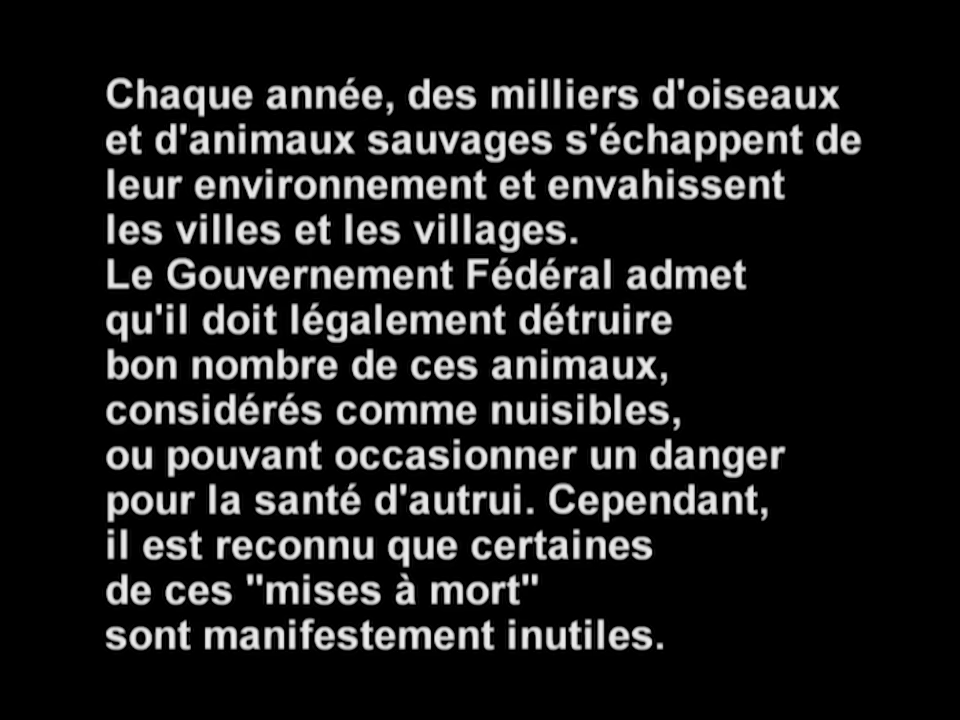 Chaque année, des milliers d'oiseaux
et d'animaux sauvages s'échappent de
leur environnement et envahissent
les villes et les villages.
Le Gouvernement Fédéral admet
qu'il doit légalement détruire
bon nombre de ces animaux,
considérés comme nuisibles,
ou pouvant occasionner un danger
pour la santé d'autrui. Cependant,
il est reconnu que certaines
de ces "mises à mort"
sont manifestement inutiles.